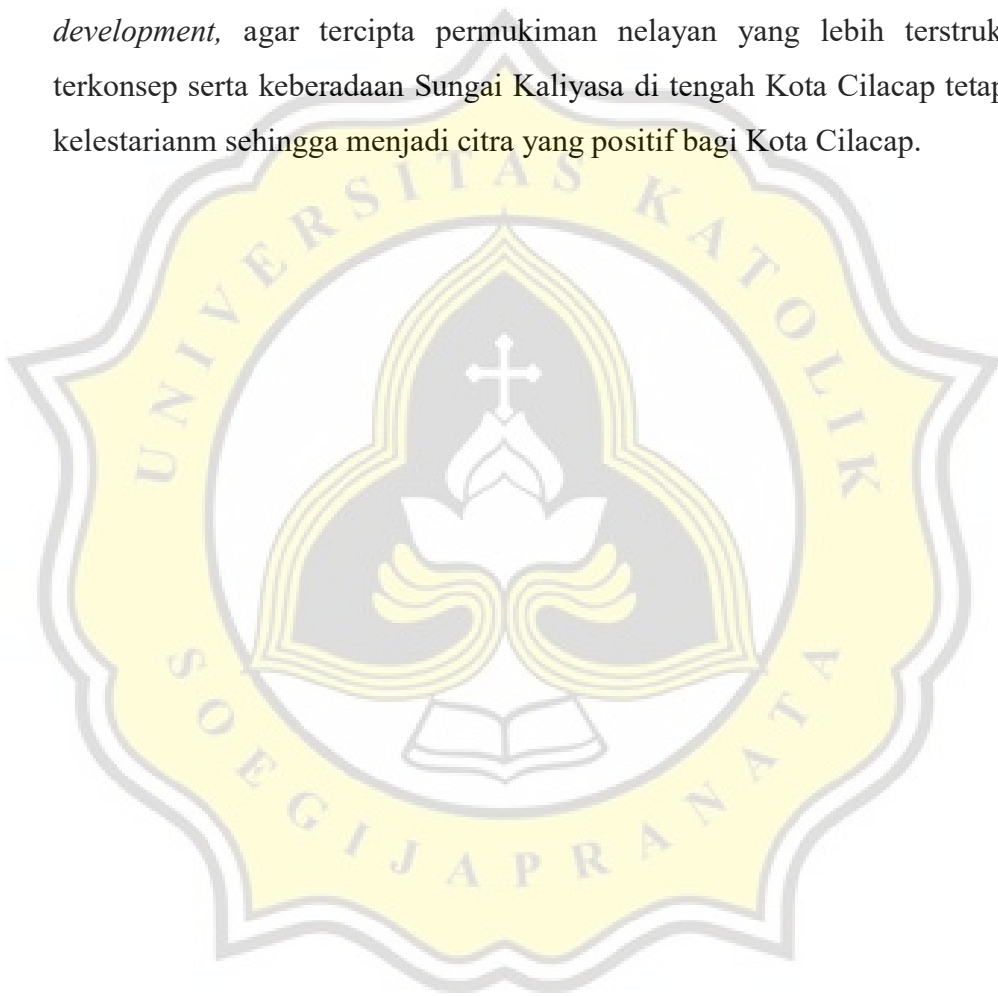 development, agar tercipta permukiman nelayan yang lebih terstruk
terkonsep serta keberadaan Sungai Kaliyasa di tengah Kota Cilacap tetap
kelestarianm sehingga menjadi citra yang positif bagi Kota Cilacap.
UNIVERSITAS KATOLIK
SOEGIJAPRANATA